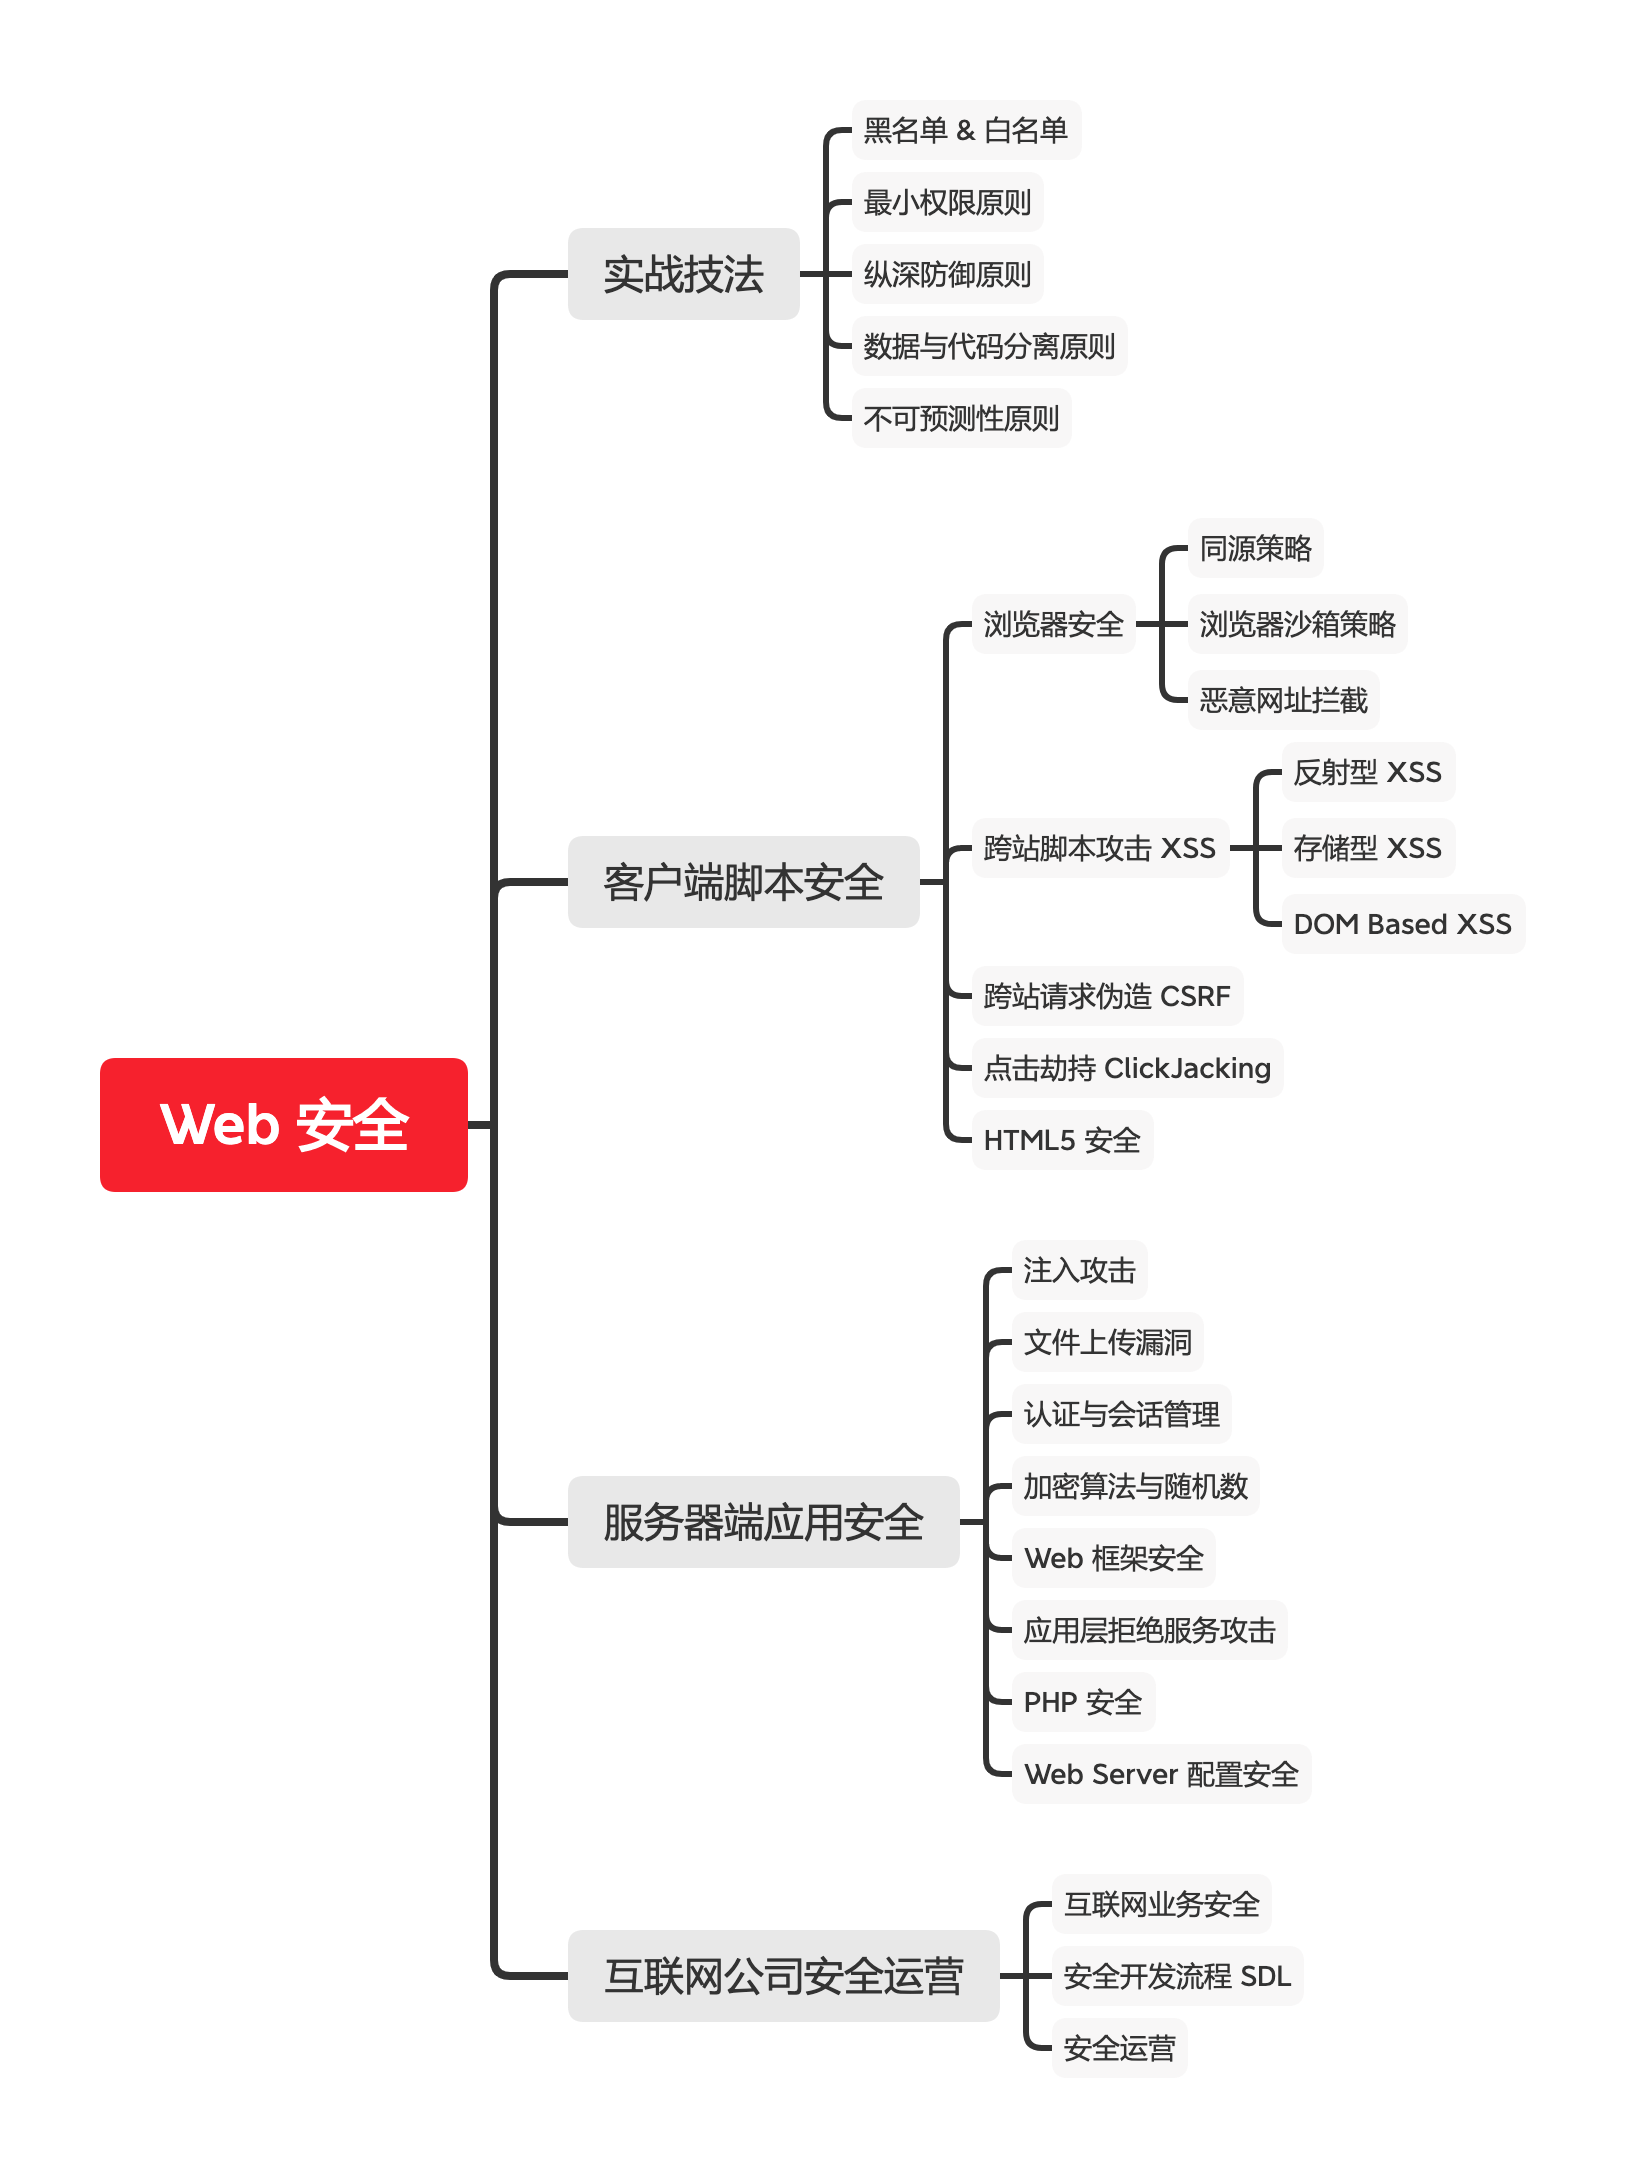 Web 安全
实战技法
黑名单 & 白名单
最小权限原则
纵深防御原则
数据与代码分离原则
不可预测性原则
客户端脚本安全
浏览器安全
同源策略
浏览器沙箱策略
恶意网址拦截
跨站脚本攻击 XSS
反射型 XSS
存储型 XSS
DOM Based XSS
跨站请求伪造 CSRF
点击劫持 ClickJacking
HTML5 安全
服务器端应用安全
注入攻击
文件上传漏洞
认证与会话管理
加密算法与随机数
Web 框架安全
应用层拒绝服务攻击
PHP 安全
Web Server 配置安全
互联网公司安全运营
互联网业务安全
安全开发流程 SDL
安全运营